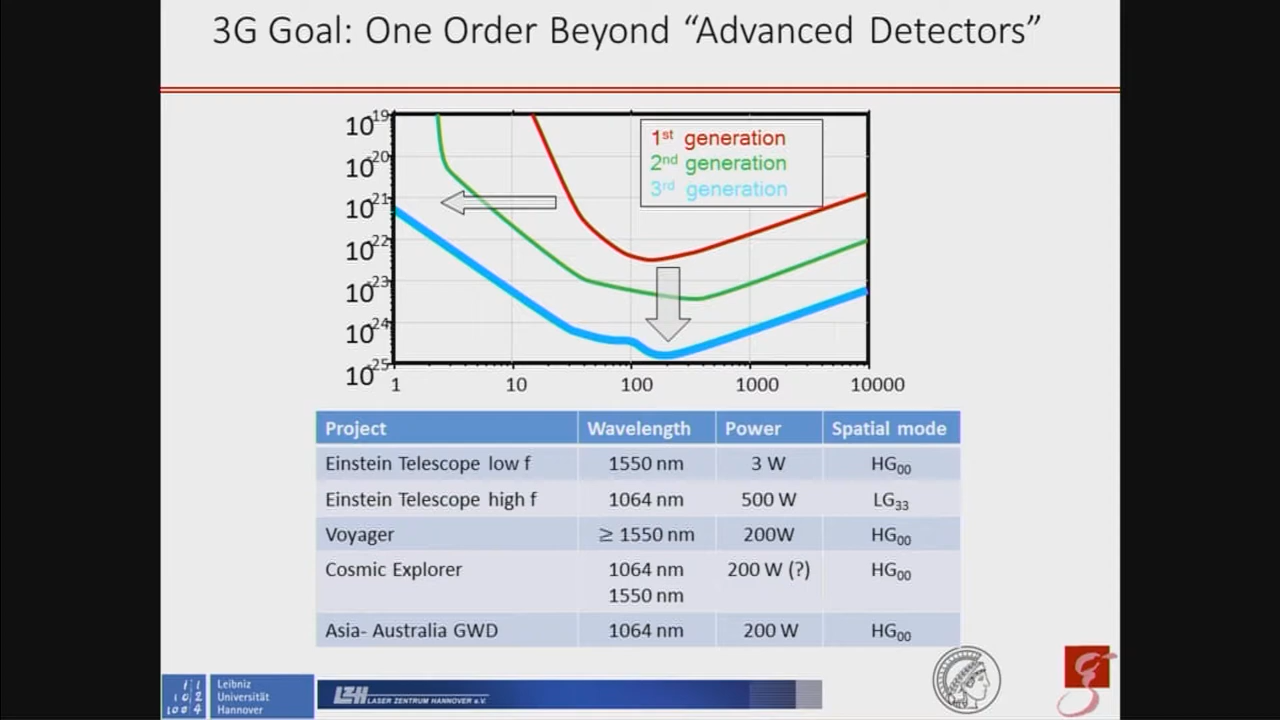 3G Goal: One Order Beyond “Advanced Detectors”
10^-19
10^-20
10^-21
10^-22
10^-23
10^-24
10^-25
1st generation
2nd generation
3rd generation
1 10 100 1000 10000
Project Wavelength Power Spatial mode
Einstein Telescope low f 1550 nm 3 W HG00
Einstein Telescope high f 1064 nm 500 W LG33
Voyager ≥ 1550 nm 200W HG00
Cosmic Explorer 1064 nm 200 W (?) HG00
1550 nm
Asia- Australia GWD 1064 nm 200 W HG00
Leibniz
Universität
Hannover
LZH LASER ZENTRUM HANNOVER e.V.